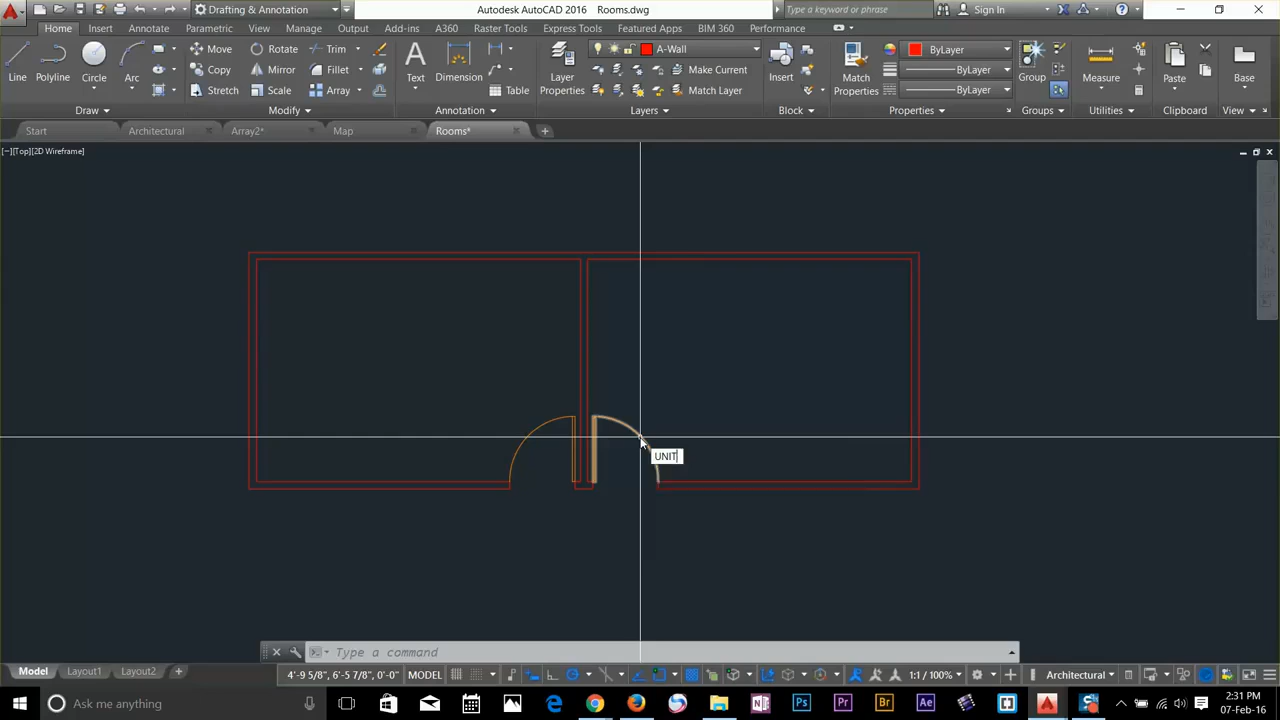 Drafting & Annotation
Autodesk AutoCAD 2016 Rooms.dwg
Type a keyword or phrase
Sign In
Home Insert Annotate Parametric View Manage Output Add-ins A360 Raster Tools Express Tools Featured Apps BIM 360 Performance
Move Rotate Trim
A-Wall
ByLayer
Line Polyline Circle Arc
Copy Mirror Fillet
Text Dimension
Layer Properties
Make Current
Insert
Match Properties
ByLayer
Group
Measure
Paste
Base
Stretch Scale Array
Table
Match Layer
ByLayer
Draw Modify Annotation Layers Block Properties Groups Utilities Clipboard View
Start Architectural Array2* Map Rooms*
[−][Top][2D Wireframe]
UNIT
Type a command
Model Layout1 Layout2
4'-9 5/8", 6'-5 7/8", 0'-0" MODEL
1:1 / 100%
Architectural
Ask me anything
N
Ps Pr Br Ae
2:31 PM
07-Feb-16